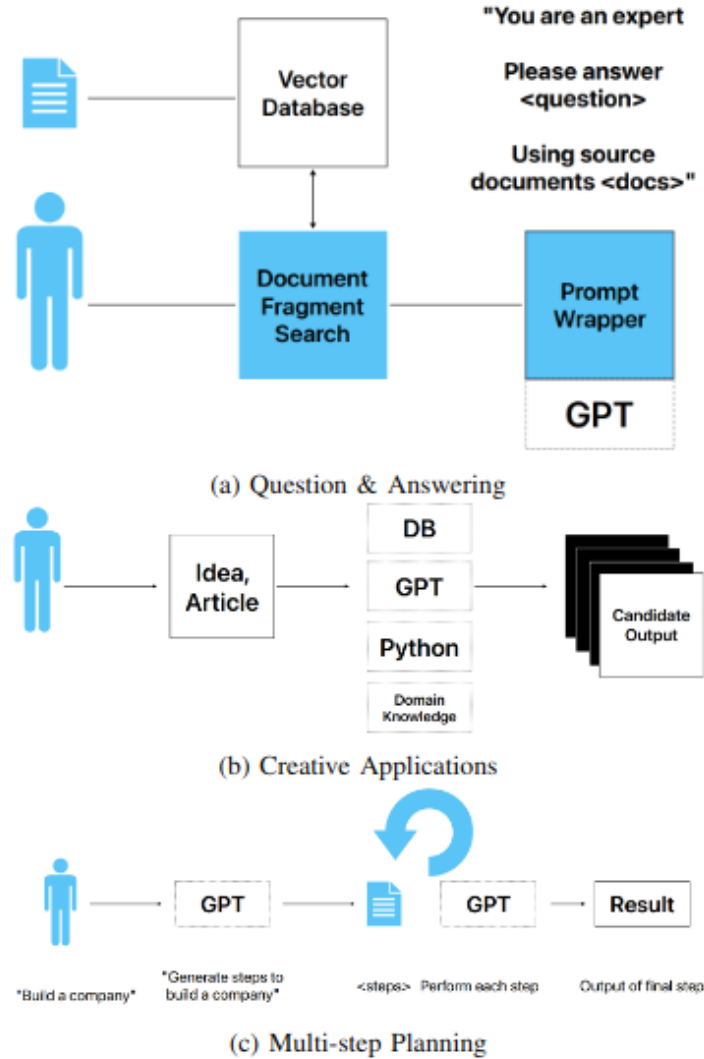 "You are an expert
Please answer
<question>
Using source
documents <docs>"
Vector
Database
Document
Fragment
Search
Prompt
Wrapper
GPT
(a) Question & Answering
Idea,
Article
DB
GPT
Python
Domain
Knowledge
Candidate
Output
(b) Creative Applications
GPT
GPT
Result
"Build a company"
"Generate steps to
build a company"
<steps>
Perform each step
Output of final step
(c) Multi-step Planning